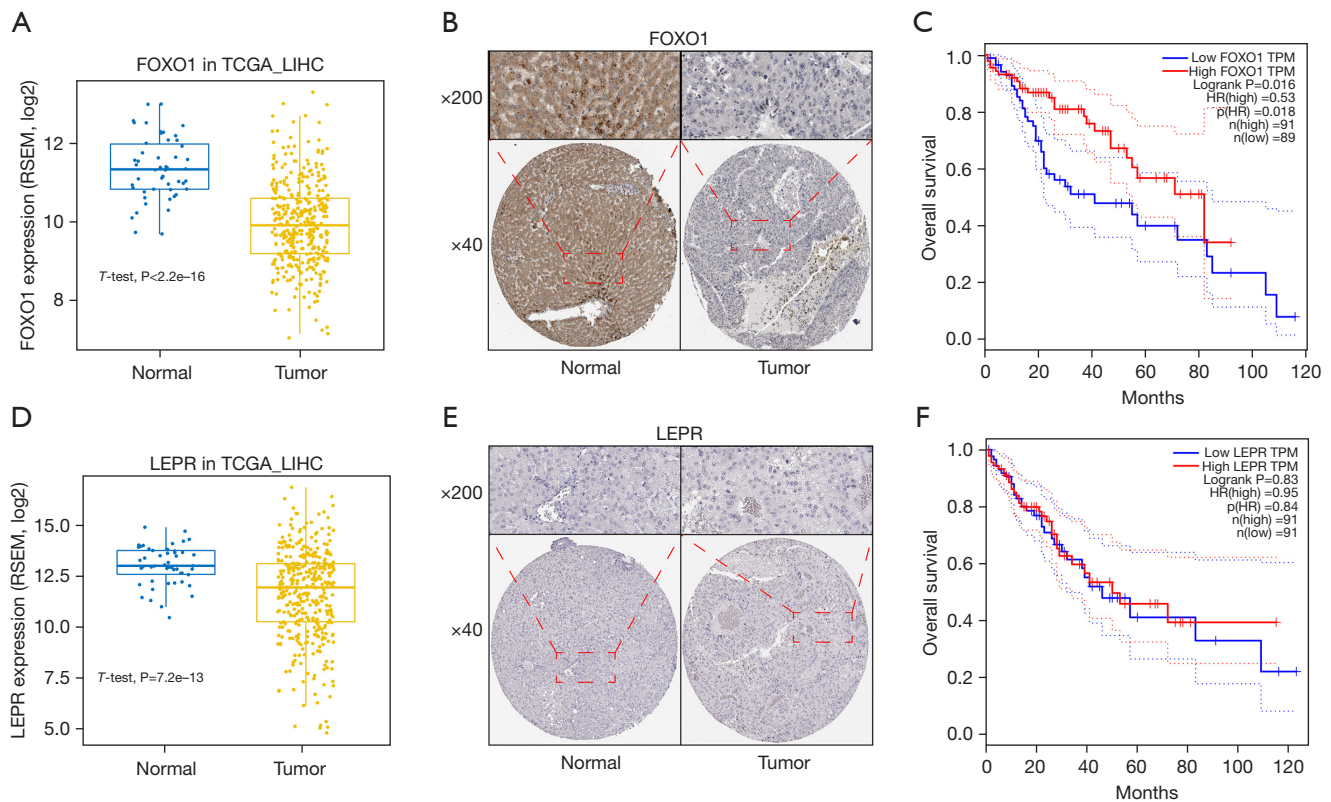 A
FOXO1 in TCGA_LIHC
FOXO1 expression (RSEM, log2)
12
10
8
T-test, P<2.2e–16
Normal
Tumor
B
FOXO1
×200
×40
Normal
Tumor
C
Overall survival
1.0
0.8
0.6
0.4
0.2
0.0
Low FOXO1 TPM
High FOXO1 TPM
Logrank P=0.016
HR(high) =0.53
p(HR) =0.018
n(high) =91
n(low) =89
0
20
40
60
80
100
120
Months
D
LEPR in TCGA_LIHC
LEPR expression (RSEM, log2)
15.0
12.5
10.0
7.5
5.0
T-test, P=7.2e–13
Normal
Tumor
E
LEPR
×200
×40
Normal
Tumor
F
Overall survival
1.0
0.8
0.6
0.4
0.2
0.0
Low LEPR TPM
High LEPR TPM
Logrank P=0.83
HR(high) =0.95
p(HR) =0.84
n(high) =91
n(low) =91
0
20
40
60
80
100
120
Months